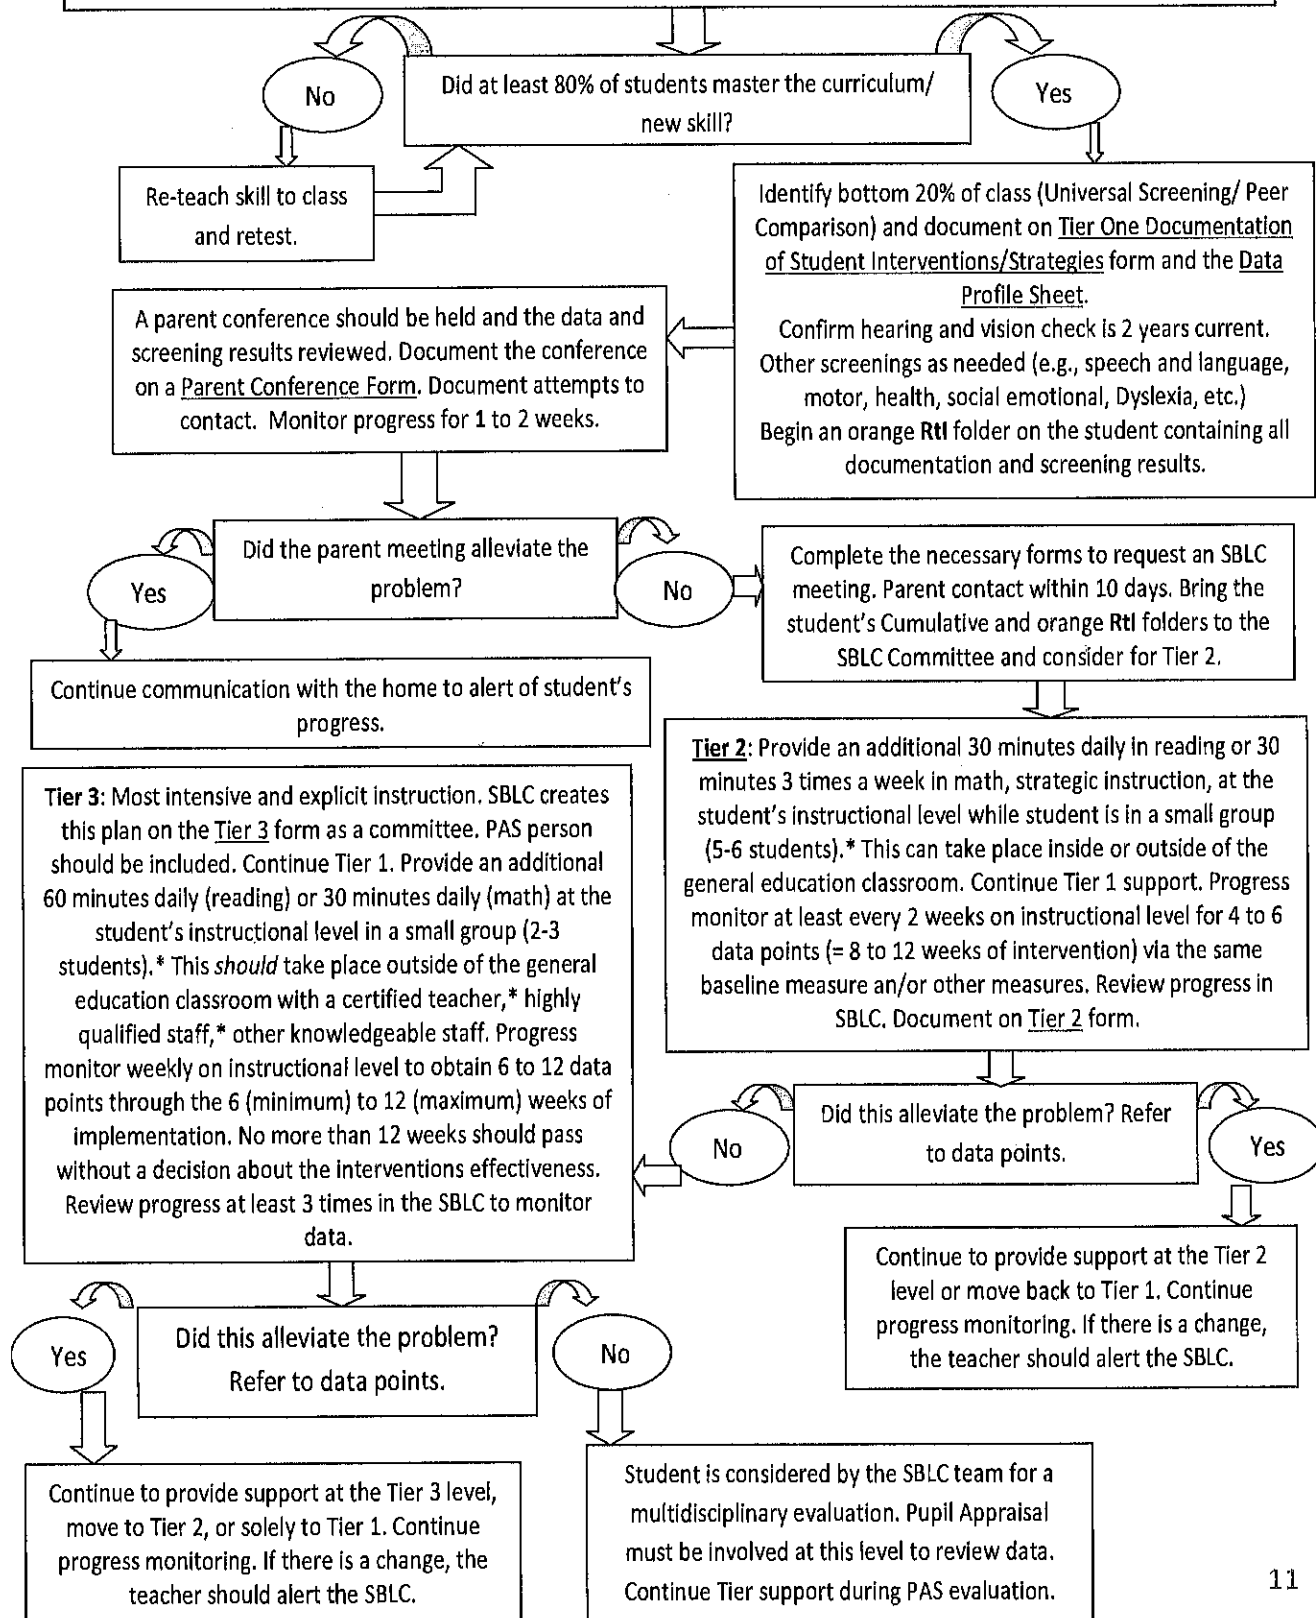 Did at least 80% of students master the curriculum/
new skill?
No
Yes
Re-teach skill to class
and retest.
Identify bottom 20% of class (Universal Screening/ Peer
Comparison) and document on Tier One Documentation
of Student Interventions/Strategies form and the Data
Profile Sheet.
Confirm hearing and vision check is 2 years current.
Other screenings as needed (e.g., speech and language,
motor, health, social emotional, Dyslexia, etc.)
Begin an orange RtI folder on the student containing all
documentation and screening results.
A parent conference should be held and the data and
screening results reviewed. Document the conference
on a Parent Conference Form. Document attempts to
contact. Monitor progress for 1 to 2 weeks.
Did the parent meeting alleviate the
problem?
Yes
No
Continue communication with the home to alert of student's
progress.
Complete the necessary forms to request an SBLC
meeting. Parent contact within 10 days. Bring the
student's Cumulative and orange RtI folders to the
SBLC Committee and consider for Tier 2.
Tier 2: Provide an additional 30 minutes daily in reading or 30
minutes 3 times a week in math, strategic instruction, at the
student's instructional level while student is in a small group
(5-6 students).* This can take place inside or outside of the
general education classroom. Continue Tier 1 support. Progress
monitor at least every 2 weeks on instructional level for 4 to 6
data points (= 8 to 12 weeks of intervention) via the same
baseline measure an/or other measures. Review progress in
SBLC. Document on Tier 2 form.
Did this alleviate the problem? Refer
to data points.
No
Yes
Continue to provide support at the Tier 2
level or move back to Tier 1. Continue
progress monitoring. If there is a change,
the teacher should alert the SBLC.
Tier 3: Most intensive and explicit instruction. SBLC creates
this plan on the Tier 3 form as a committee. PAS person
should be included. Continue Tier 1. Provide an additional
60 minutes daily (reading) or 30 minutes daily (math) at the
student's instructional level in a small group (2-3
students).* This should take place outside of the general
education classroom with a certified teacher,* highly
qualified staff,* other knowledgeable staff. Progress
monitor weekly on instructional level to obtain 6 to 12 data
points through the 6 (minimum) to 12 (maximum) weeks of
implementation. No more than 12 weeks should pass
without a decision about the interventions effectiveness.
Review progress at least 3 times in the SBLC to monitor
data.
Did this alleviate the problem?
Refer to data points.
Yes
No
Continue to provide support at the Tier 3 level,
move to Tier 2, or solely to Tier 1. Continue
progress monitoring. If there is a change, the
teacher should alert the SBLC.
Student is considered by the SBLC team for a
multidisciplinary evaluation. Pupil Appraisal
must be involved at this level to review data.
Continue Tier support during PAS evaluation.
11